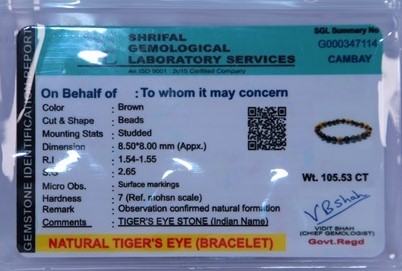 GEMSTONE IDENTIFICATION REPORT
SHRIFAL
GEMOLOGICAL
LABORATORY SERVICES
An ISO 9001 : 2015 Certified Company
SGL Summary No
G000347114
CAMBAY
On Behalf of : To whom it may concern
Color : Brown
Cut & Shape : Beads
Mounting Stats : Studded
Dimension : 8.50*8.00 mm (Appx.)
R.I : 1.54-1.55
S.G : 2.65
Micro Obs. : Surface markings
Hardness : 7 (Ref. mohsn scale)
Remark : Observation confirmed natural formation
Comments : TIGER'S EYE STONE (Indian Name)
NATURAL TIGER'S EYE (BRACELET)
Wt. 105.53 CT
VBShah
VIDIT SHAH
(CHIEF GEMOLOGIST)
Govt.Regd